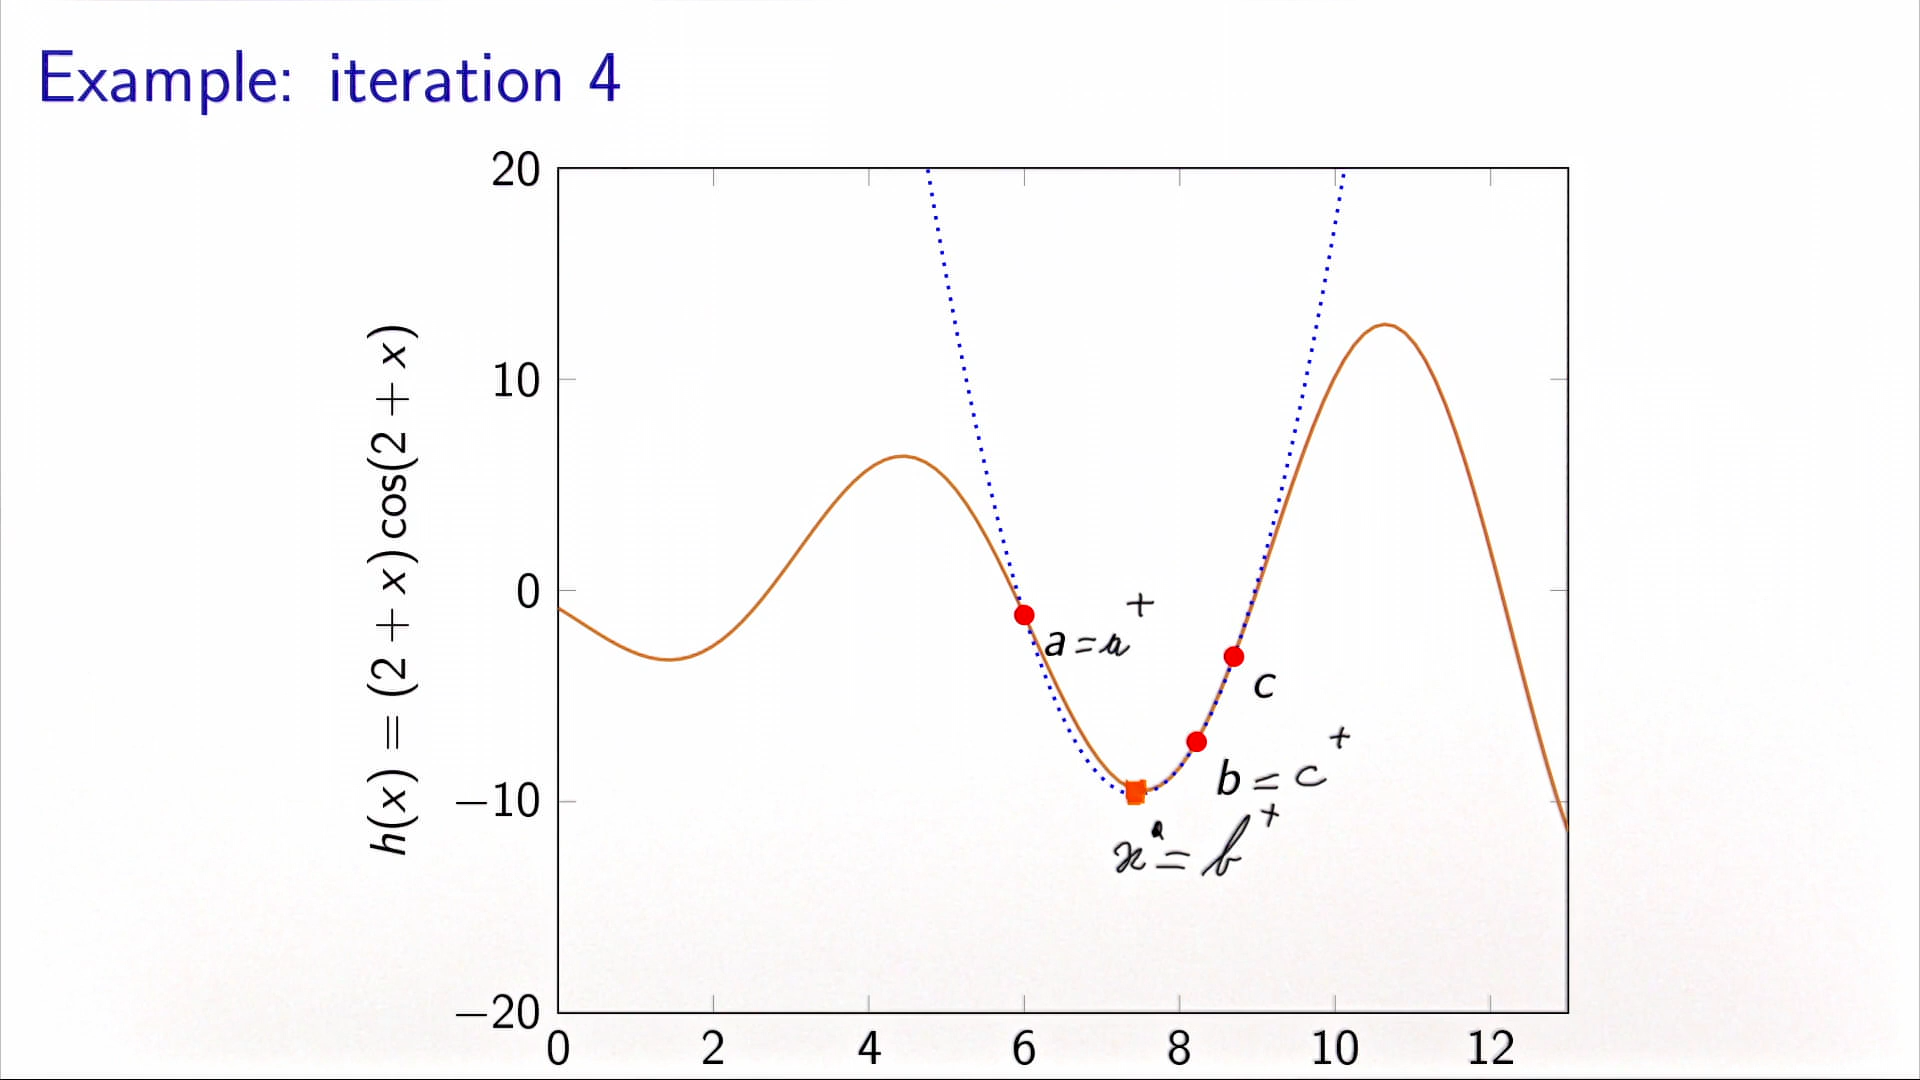 Example: iteration 4
h(x) = (2 + x) cos(2 + x)
20
10
0
−10
−20
a = a⁺
c
b = c⁺
x^* = b⁺
0 2 4 6 8 10 12